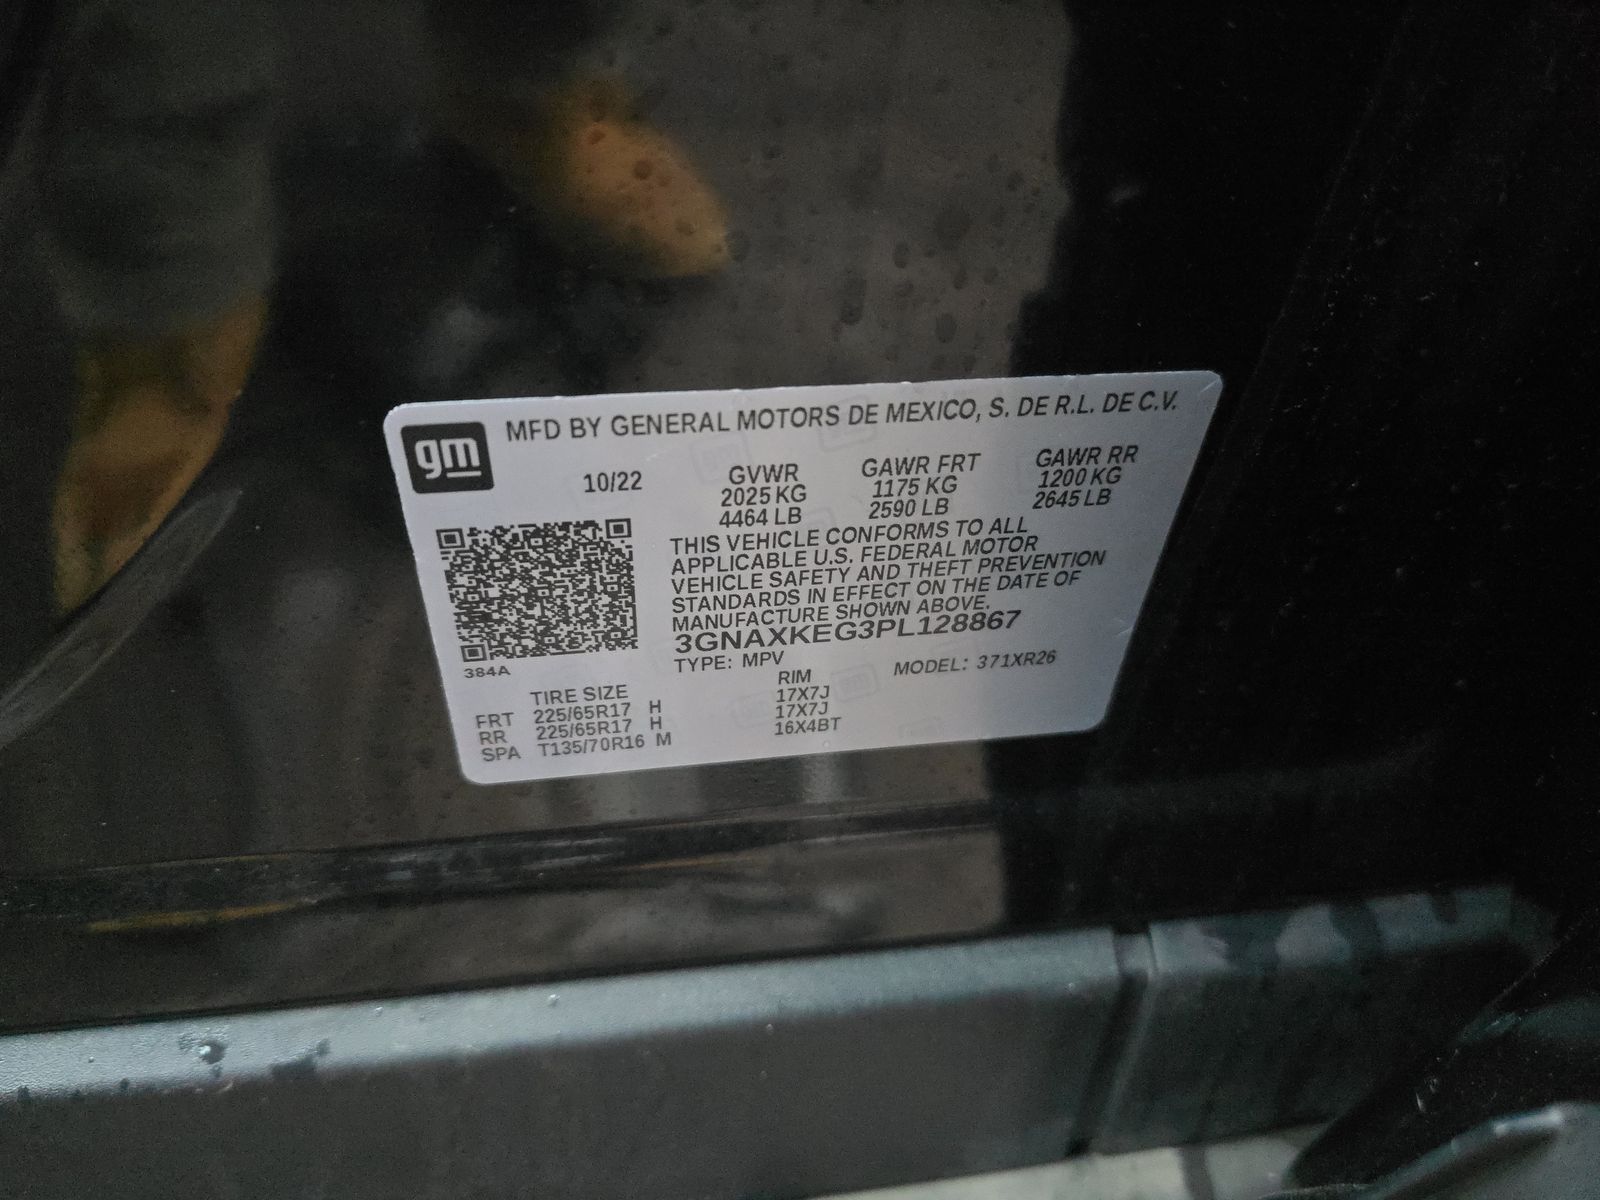 gm
MFD BY GENERAL MOTORS DE MEXICO, S. DE R.L. DE C.V.
10/22
GVWR
2025 KG
4464 LB
GAWR FRT
1175 KG
2590 LB
GAWR RR
1200 KG
2645 LB
THIS VEHICLE CONFORMS TO ALL
APPLICABLE U.S. FEDERAL MOTOR
VEHICLE SAFETY AND THEFT PREVENTION
STANDARDS IN EFFECT ON THE DATE OF
MANUFACTURE SHOWN ABOVE.
3GNAXKEG3PL128867
TYPE: MPV MODEL: 371XR26
384A
TIRE SIZE RIM
FRT 225/65R17 H 17X7J
RR 225/65R17 H 17X7J
SPA T135/70R16 M 16X4BT